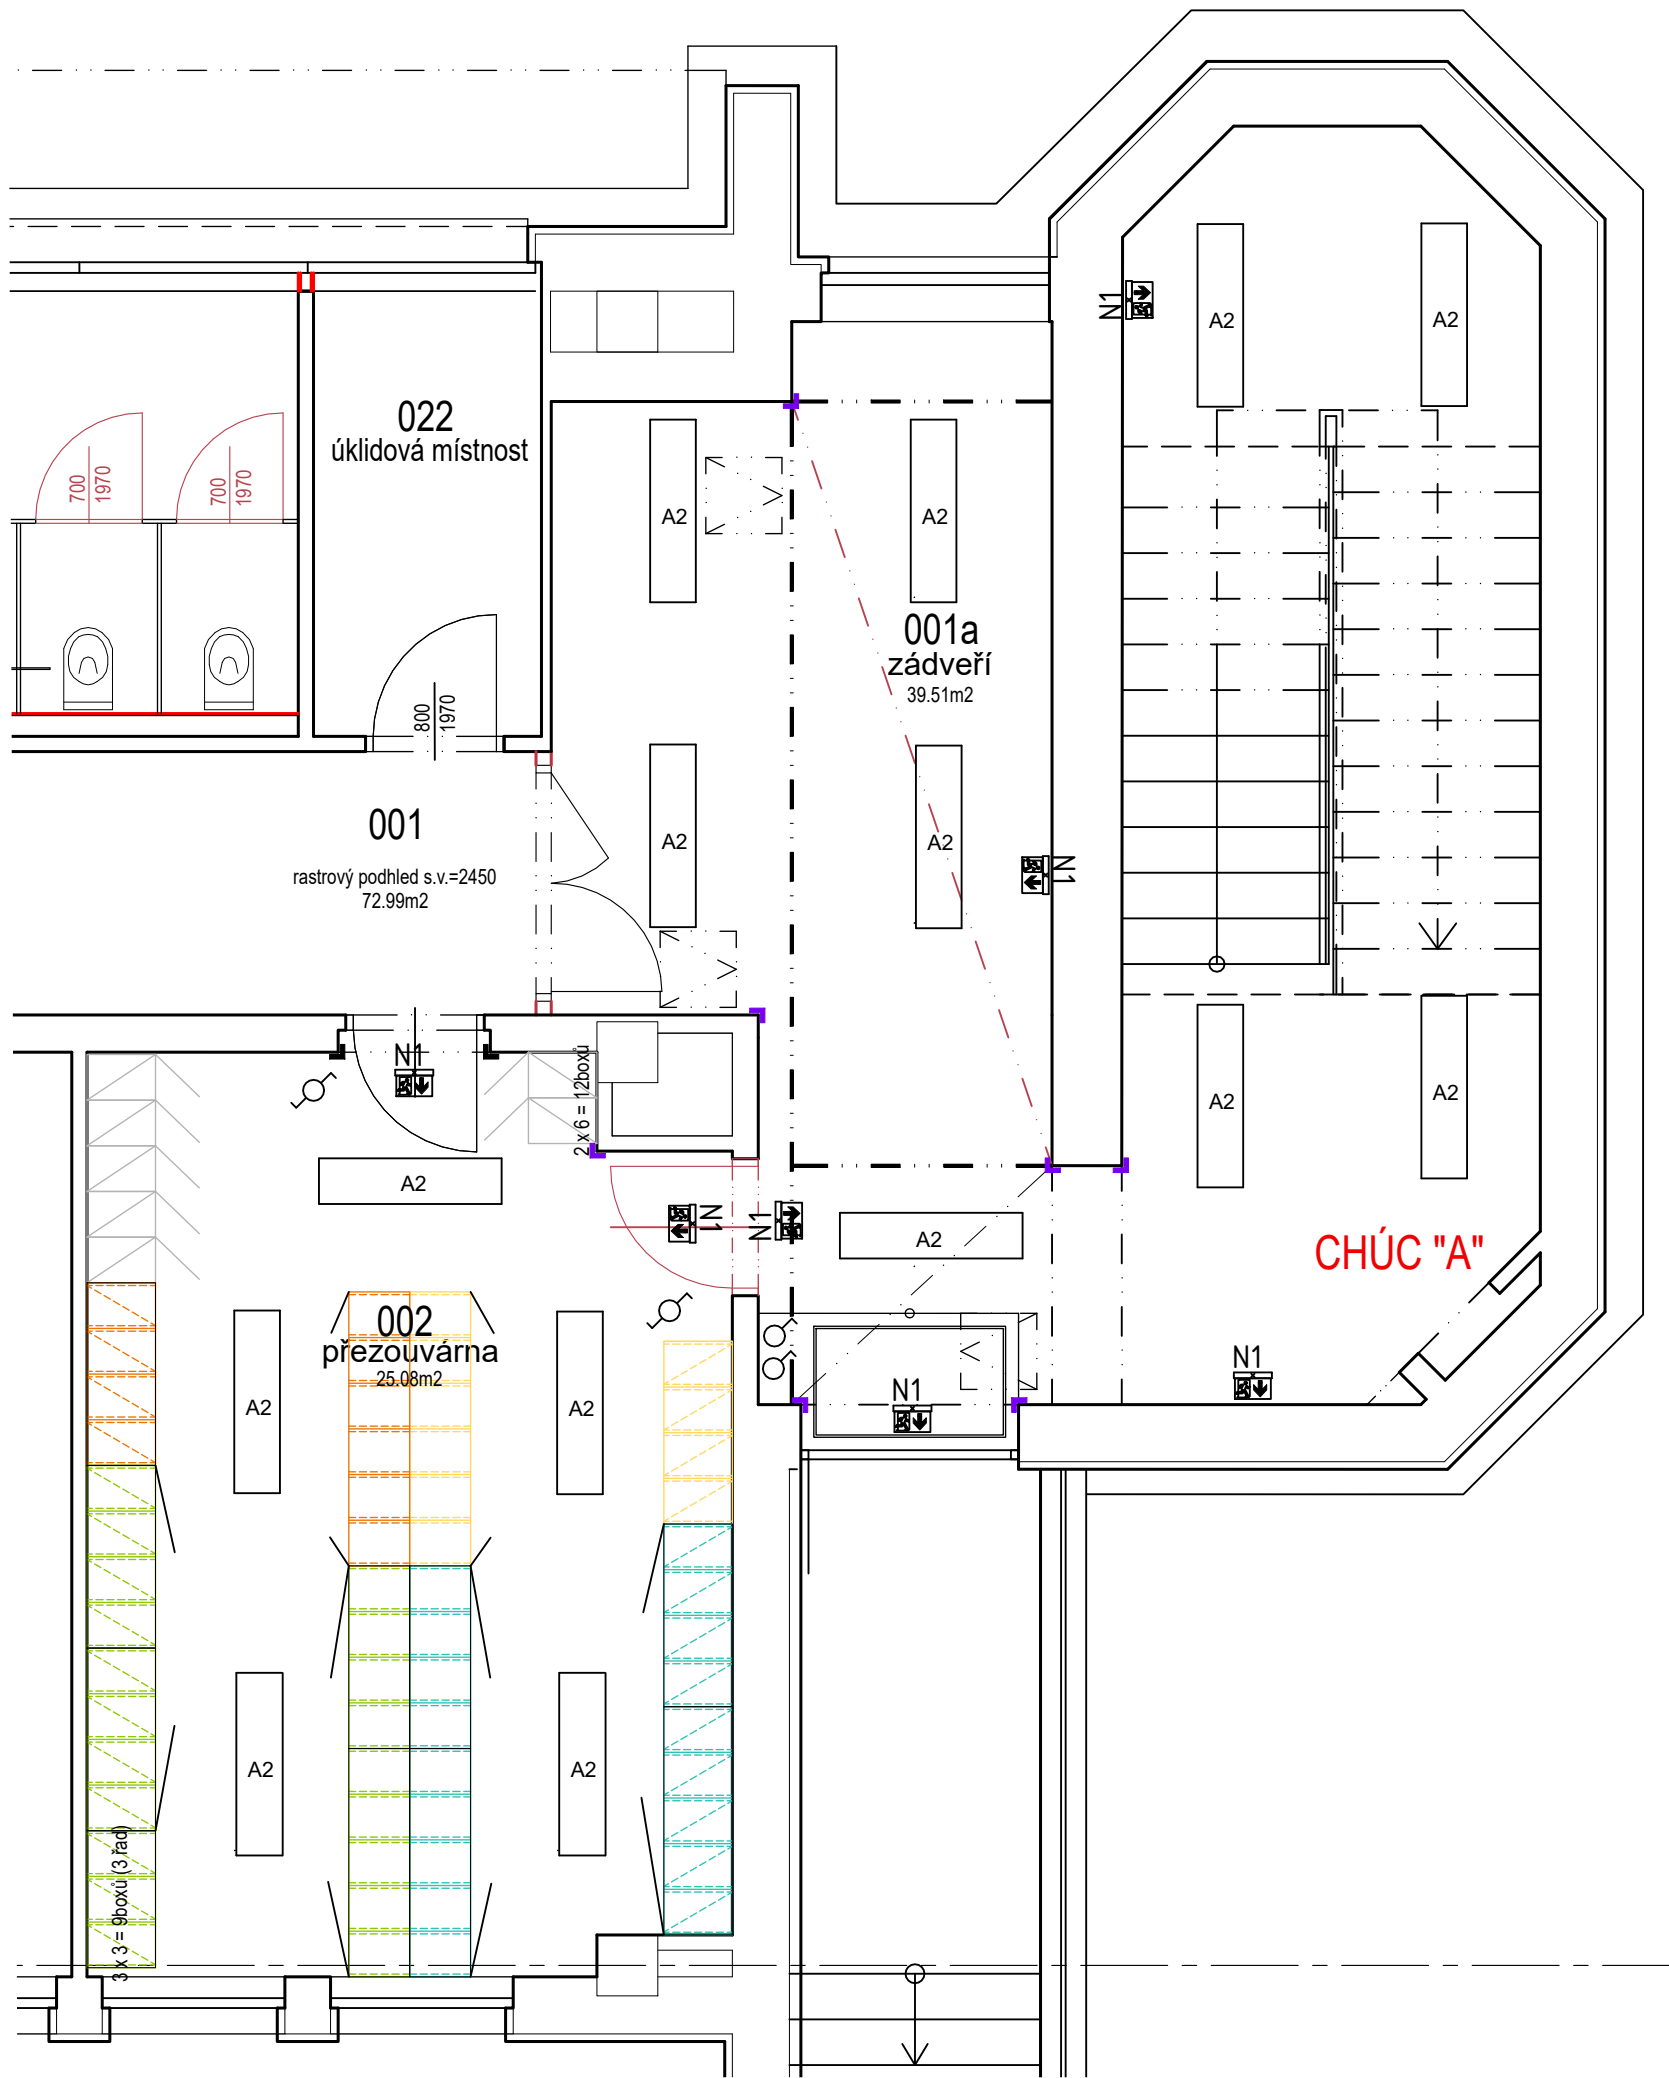 N1
A2
A2
022
úklidová místnost
700
1970
700
1970
A2
A2
001a
zádveří
39.51m2
800
1970
001
rastrový podhled s.v.=2450
72.99m2
A2
A2
N1
N1
2 x 6 = 12boxů
A2
A2
A2
N1
N1
A2
CHÚC "A"
002
přezouvárna
25.08m2
N1
N1
A2
A2
A2
A2
3 x 3 = 9boxů (3 řad)